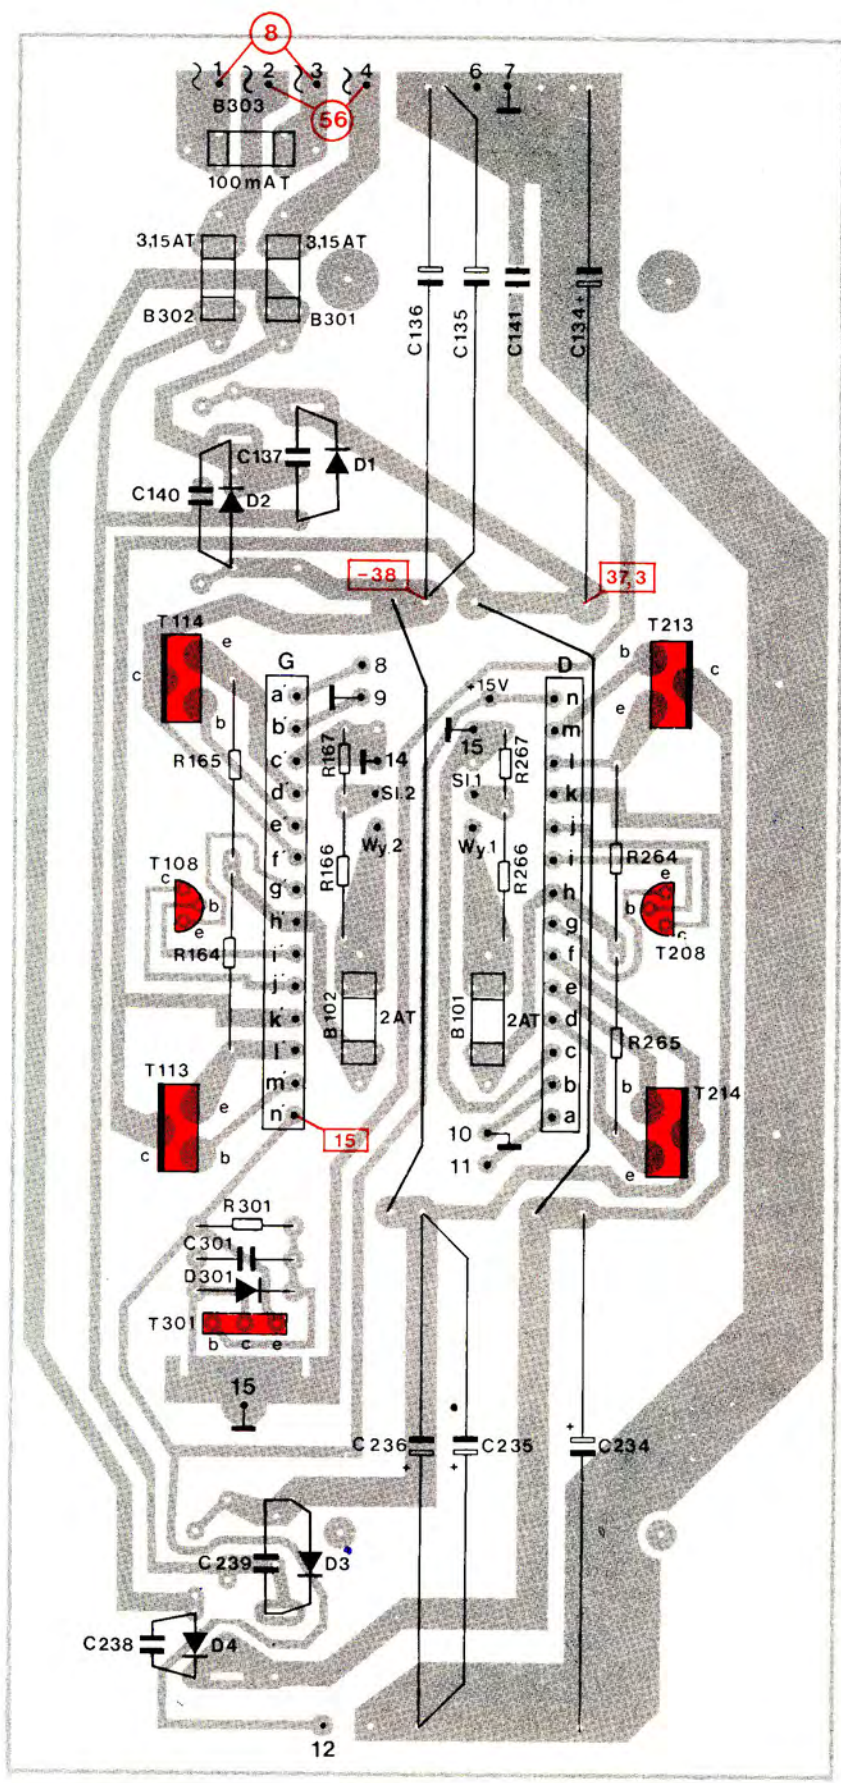 8
1 2 3 4 6 7
B303
56
100mAT
3,15AT 3,15AT
B302 B301
C136 C135 C141 C134 +
C137 D1
C140 D2
-38 37,3
T114 e c b
G
D
T213 b c e
8
9
+15V
15
14
a´
b´
c´
d´
e´
f´
g´
h´
i´
j´
k´
l´
m´
n´
n
m
l
k
j
i
h
g
f
e
d
c
b
a
R165 R167 R267
Sl.2 Sl.1
Wy.2 Wy.1
R166 R266
R264
T108 c b e
e b c T208
R164
B102 2AT
B101 2AT
R265
T113 e c b
b T214 e
15
10
11
R301
C301
D301
T301
b c e
15
C236 + C235 + + C234
C239 D3
C238 D4
12